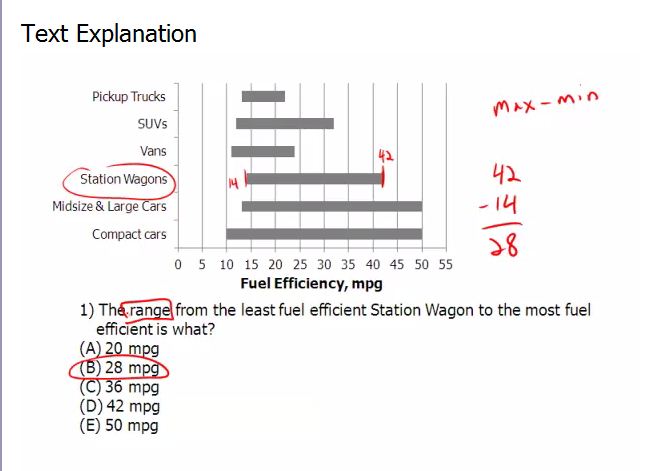 Text Explanation
Pickup Trucks
max - min
SUVs
Vans
42
Station Wagons
14
42
Midsize & Large Cars
- 14
Compact cars
28
0 5 10 15 20 25 30 35 40 45 50 55
Fuel Efficiency, mpg
1) The range from the least fuel efficient Station Wagon to the most fuel
efficient is what?
(A) 20 mpg
(B) 28 mpg
(C) 36 mpg
(D) 42 mpg
(E) 50 mpg